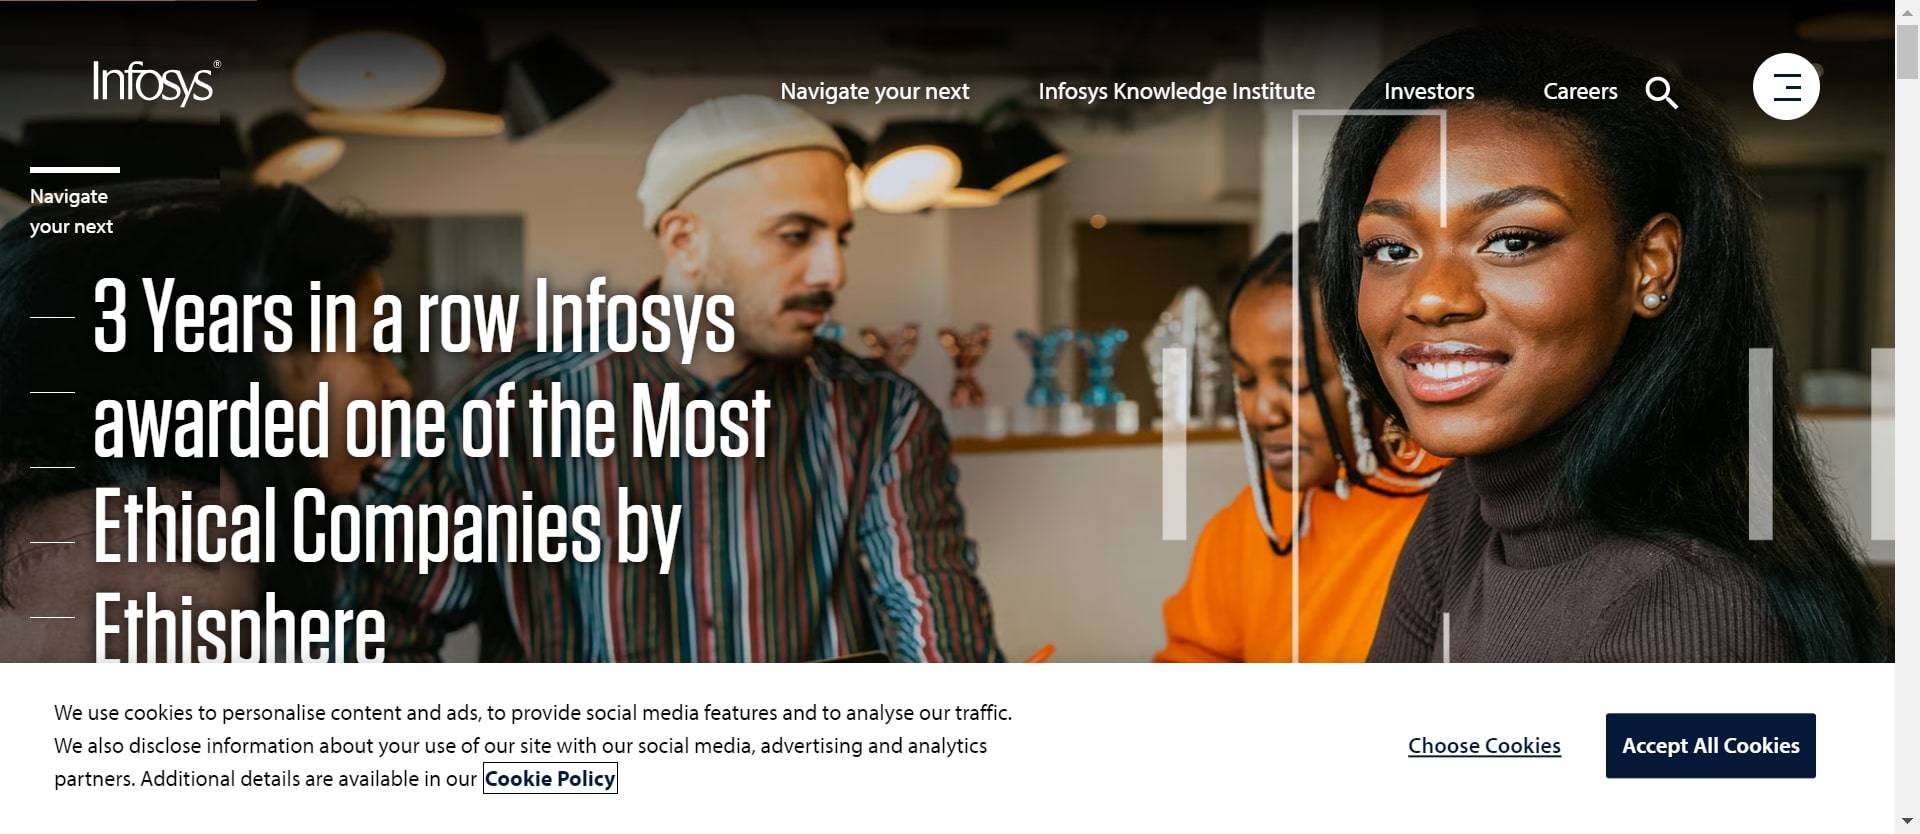 Infosys®
Navigate your next
Infosys Knowledge Institute
Investors
Careers
Navigate
your next
3 Years in a row Infosys
awarded one of the Most
Ethical Companies by
Ethisphere
We use cookies to personalise content and ads, to provide social media features and to analyse our traffic.
We also disclose information about your use of our site with our social media, advertising and analytics
partners. Additional details are available in our Cookie Policy
Choose Cookies
Accept All Cookies